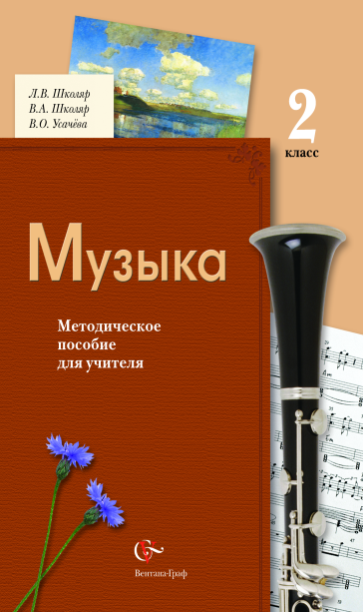 Л.В. Школяр
В.А. Школяр
В.О. Усачёва
2
класс
Музыка
Методическое
пособие
для учителя
Вентана-Граф